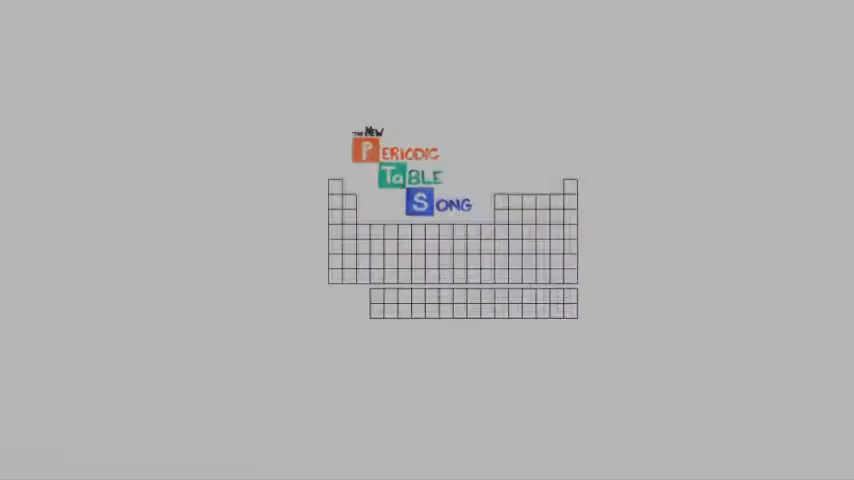 THE NEW
PERIODIC
TaBLE
SONG